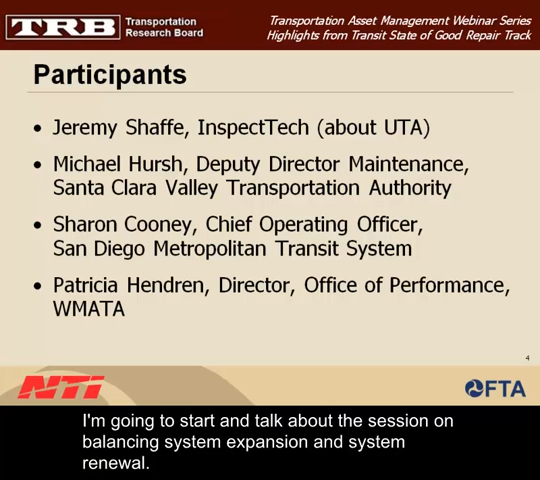 TRB
Transportation
Research Board
Transportation Asset Management Webinar Series
Highlights from Transit State of Good Repair Track
Participants
• Jeremy Shaffe, InspectTech (about UTA)
• Michael Hursh, Deputy Director Maintenance,
Santa Clara Valley Transportation Authority
• Sharon Cooney, Chief Operating Officer,
San Diego Metropolitan Transit System
• Patricia Hendren, Director, Office of Performance,
WMATA
4
NTI
FTA
I'm going to start and talk about the session on
balancing system expansion and system
renewal.